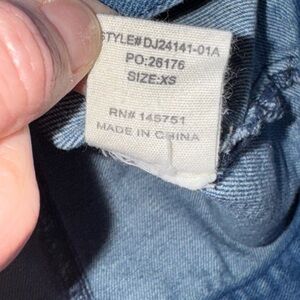 STYLE#DJ24141-01A
PO:26176
SIZE:XS
RN# 145751
MADE IN CHINA